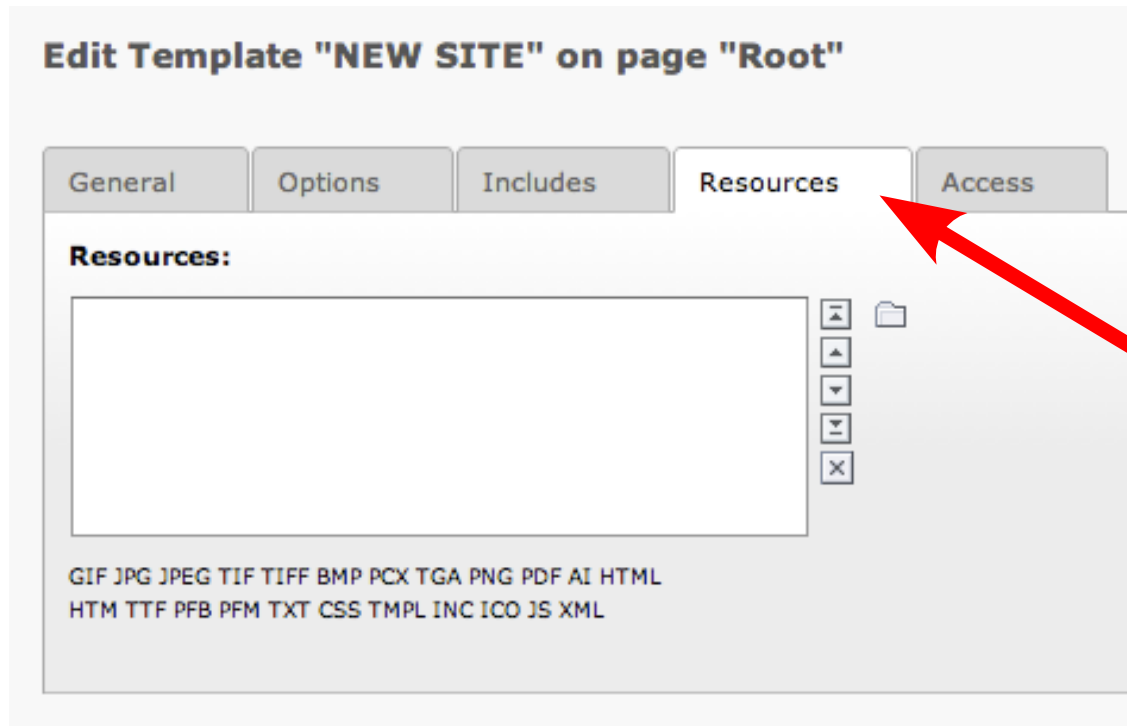 Edit Template "NEW SITE" on page "Root"
General Options Includes Resources Access
Resources:
GIF JPG JPEG TIF TIFF BMP PCX TGA PNG PDF AI HTML
HTM TTF PFB PFM TXT CSS TMPL INC ICO JS XML